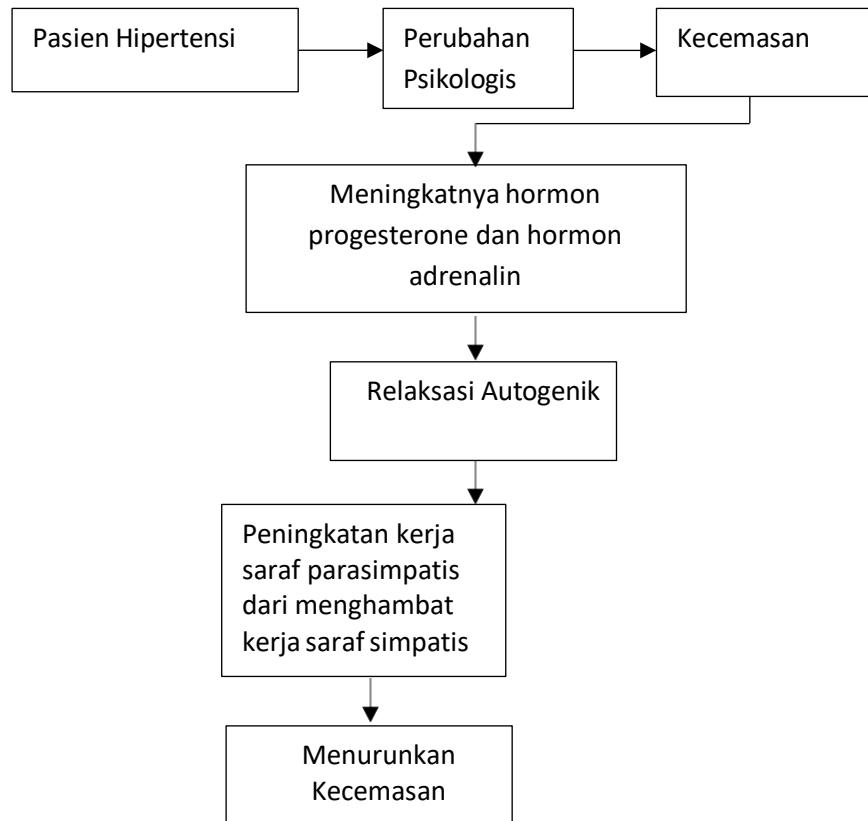 Pasien Hipertensi
Perubahan
Psikologis
Kecemasan
Meningkatnya hormon
progesterone dan hormon
adrenalin
Relaksasi Autogenik
Peningkatan kerja
saraf parasimpatis
dari menghambat
kerja saraf simpatis
Menurunkan
Kecemasan